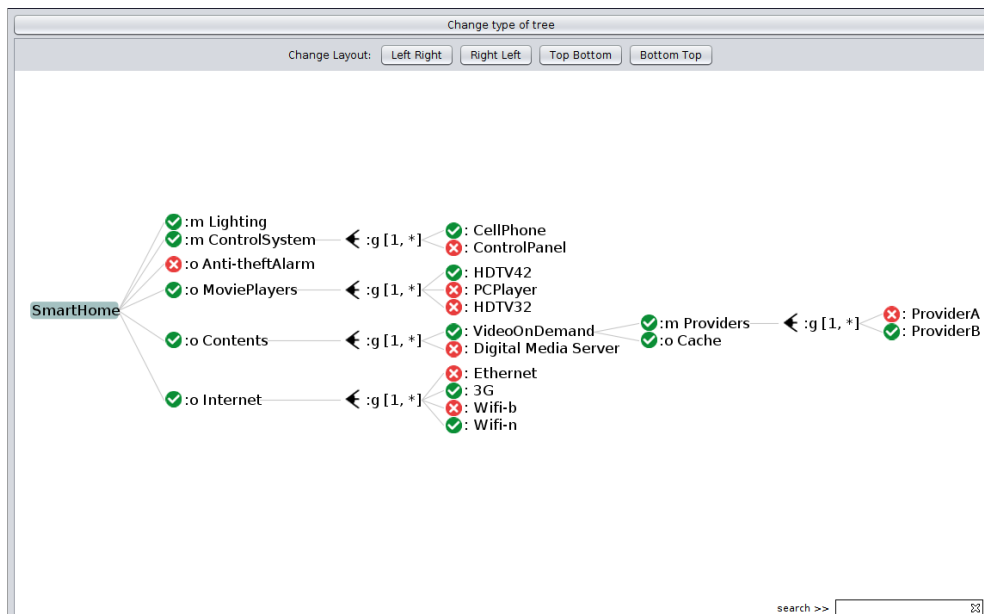 Change type of tree
Change Layout: Left Right Right Left Top Bottom Bottom Top
SmartHome
:m Lighting
:m ControlSystem
:g [1, *]
: CellPhone
: ControlPanel
:o Anti-theftAlarm
:o MoviePlayers
:g [1, *]
: HDTV42
: PCPlayer
: HDTV32
:o Contents
:g [1, *]
: VideoOnDemand
: Digital Media Server
:m Providers
:o Cache
:g [1, *]
: ProviderA
: ProviderB
:o Internet
:g [1, *]
: Ethernet
: 3G
: Wifi-b
: Wifi-n
search >>